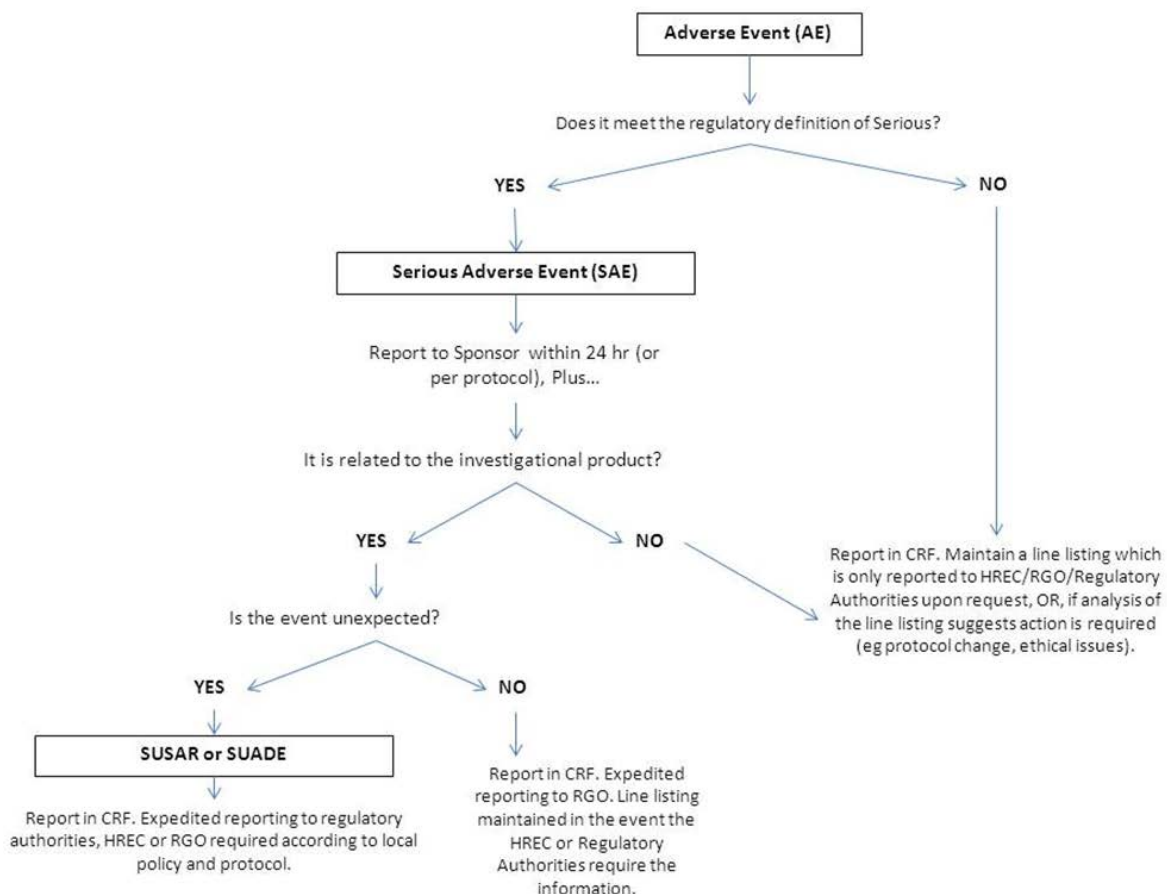 Adverse Event (AE)
Does it meet the regulatory definition of Serious?
YES
NO
Serious Adverse Event (SAE)
Report to Sponsor within 24 hr (or
per protocol), Plus...
It is related to the investigational product?
YES
NO
Report in CRF. Maintain a line listing which
is only reported to HREC/RGO/Regulatory
Authorities upon request, OR, if analysis of
the line listing suggests action is required
(eg protocol change, ethical issues).
Is the event unexpected?
YES
NO
SUSAR or SUADE
Report in CRF. Expedited reporting to regulatory
authorities, HREC or RGO required according to local
policy and protocol.
Report in CRF. Expedited
reporting to RGO. Line listing
maintained in the event the
HREC or Regulatory
Authorities require the
information.